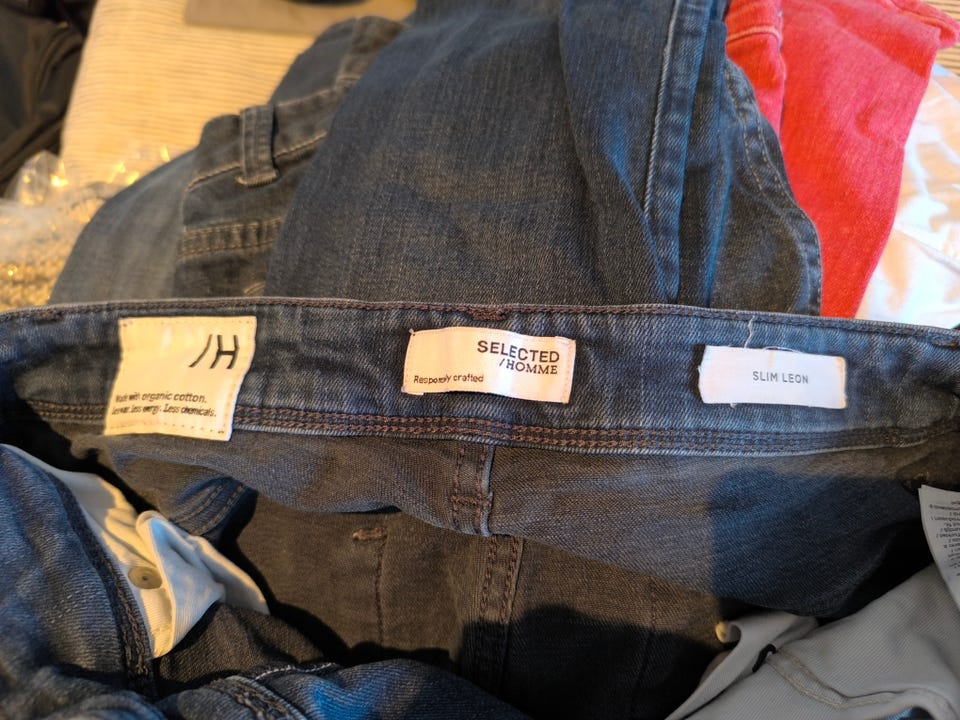 /H
Made with organic cotton.
Less water. Less energy. Less chemicals.
SELECTED
/HOMME
Responsibly crafted
SLIM LEON